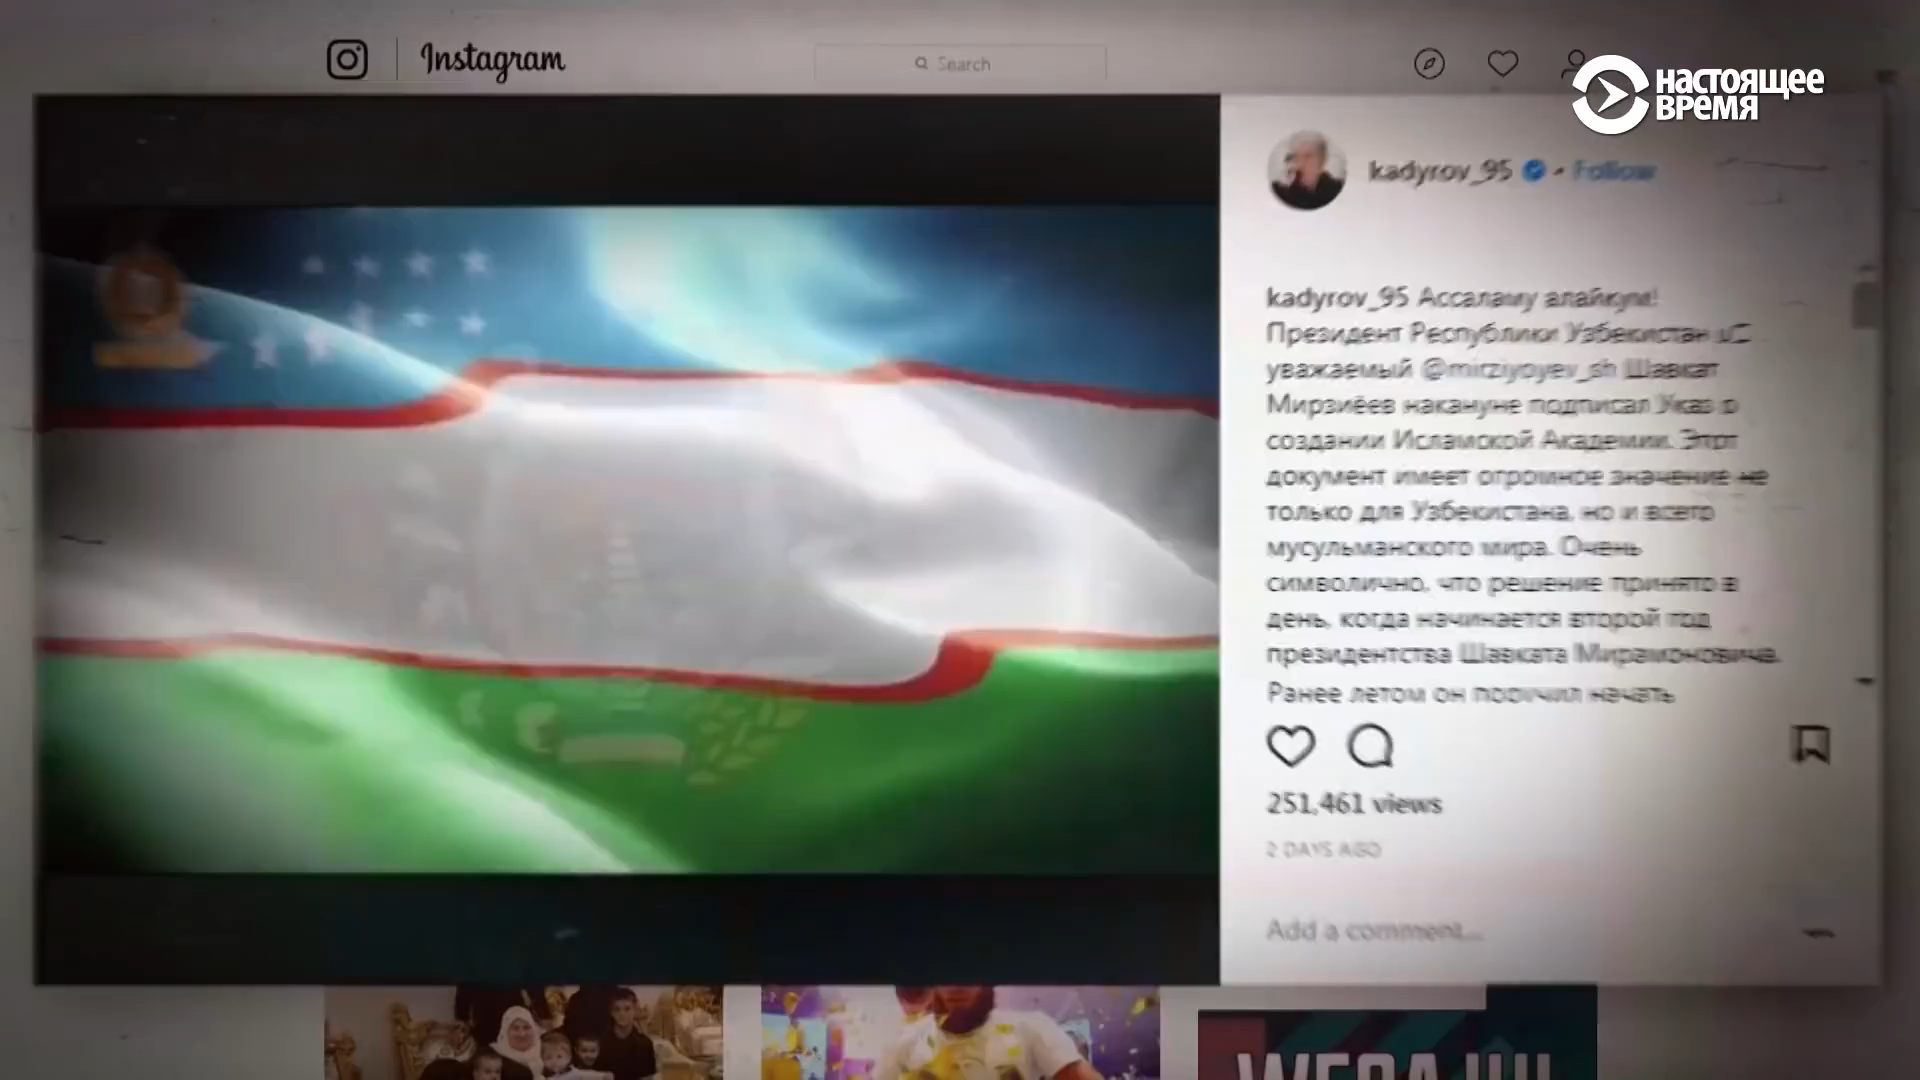 Instagram
Search
НАСТОЯЩЕЕ
ВРЕМЯ
kadyrov_95 • Follow
kadyrov_95 Ассаламу алайкум!
Президент Республики Узбекистан
уважаемый @mirziyoyev_sh Шавкат
Мирзиёев накануне подписал Указ о
создании Исламской Академии. Этот
документ имеет огромное значение не
только для Узбекистана, но и всего
мусульманского мира. Очень
символично, что решение принято в
день, когда начинается второй год
президентства Шавката Мирамоновича.
Ранее летом он поручил начать
251,461 views
2 DAYS AGO
Add a comment...